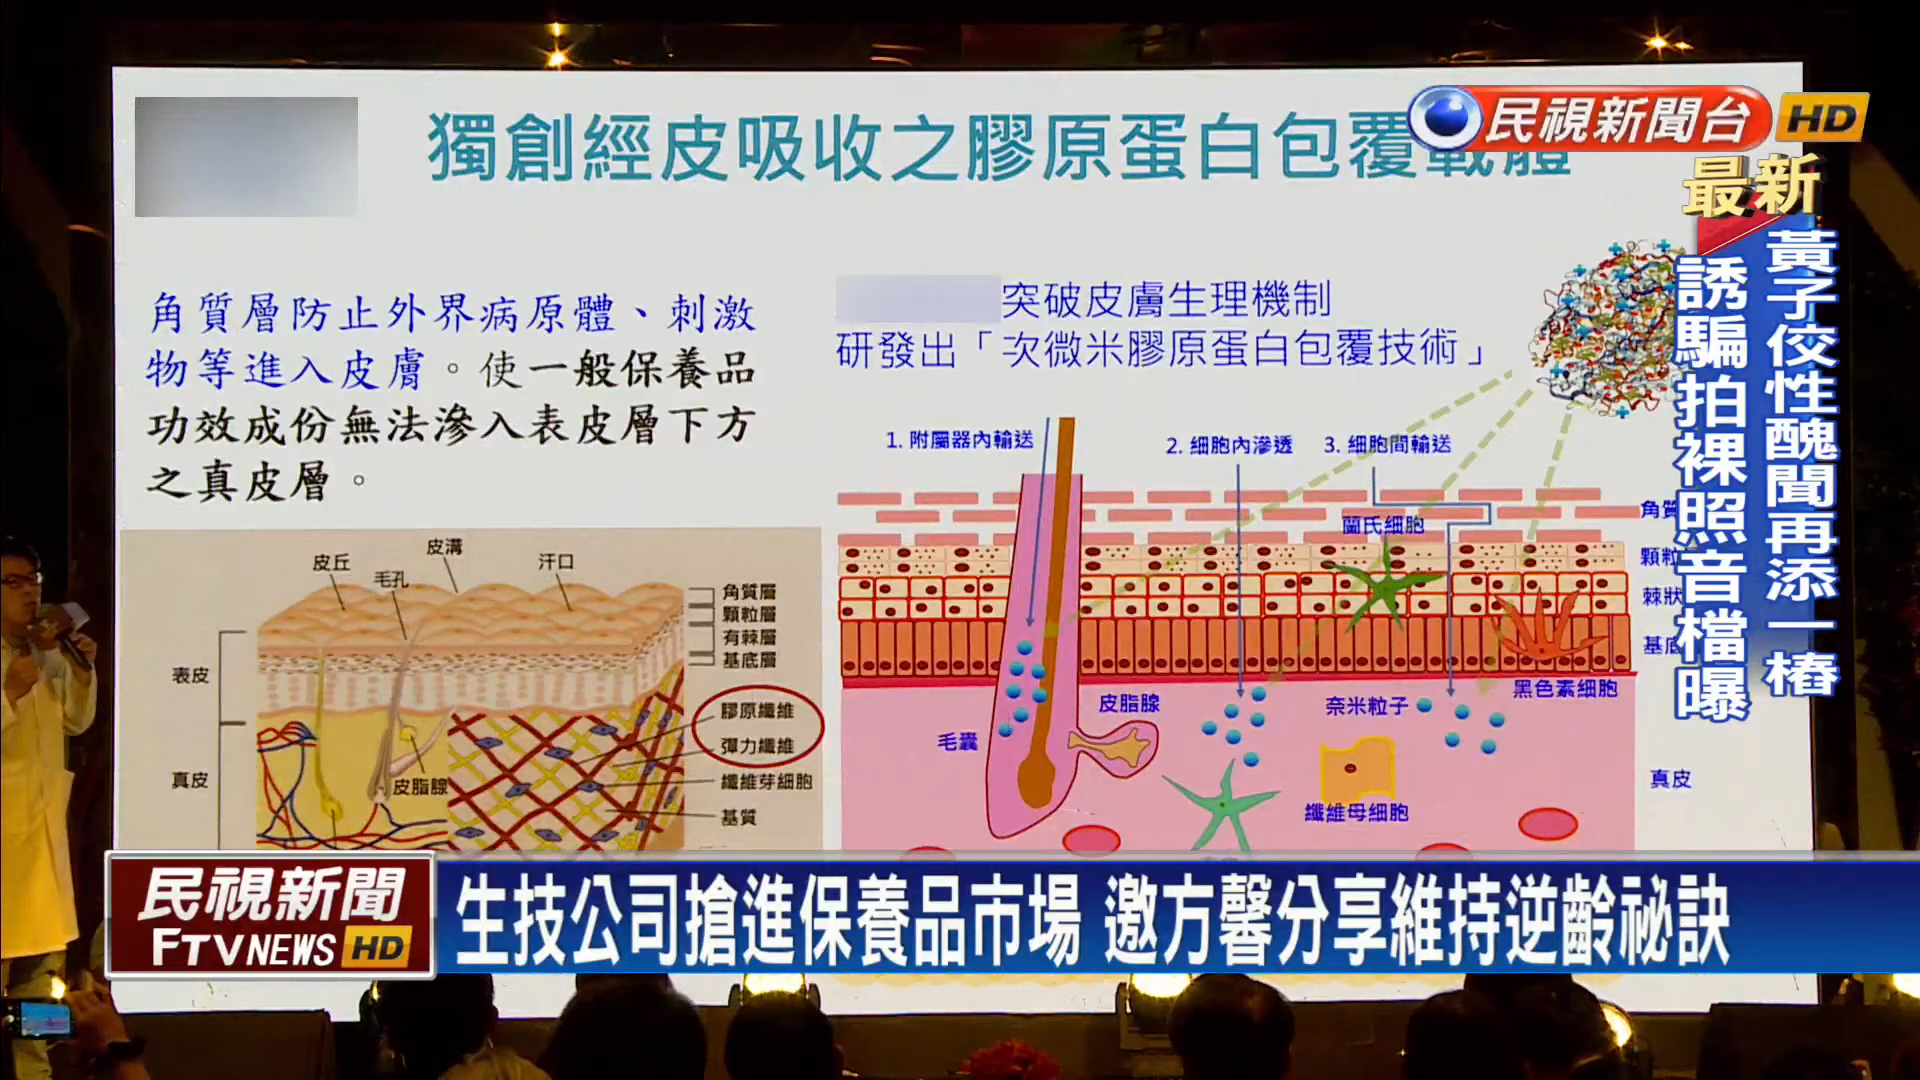 獨創經皮吸收之膠原蛋白包覆載體
民視新聞台 HD
最新
黃子佼性醜聞再添一樁
誘騙拍裸照音檔曝
角質層防止外界病原體、刺激
物等進入皮膚。使一般保養品
功效成份無法滲入表皮層下方
之真皮層。
突破皮膚生理機制
研發出「次微米膠原蛋白包覆技術」
1. 附屬器內輸送
2. 細胞內滲透
3. 細胞間輸送
皮丘
皮溝
毛孔
汗口
角質層
顆粒層
有棘層
基底層
表皮
真皮
膠原纖維
彈力纖維
纖維芽細胞
基質
皮脂腺
蘭氏細胞
角質
顆粒
棘狀
基底
黑色素細胞
皮脂腺
奈米粒子
毛囊
纖維母細胞
真皮
民視新聞
FTVNEWS HD
生技公司搶進保養品市場 邀方馨分享維持逆齡祕訣